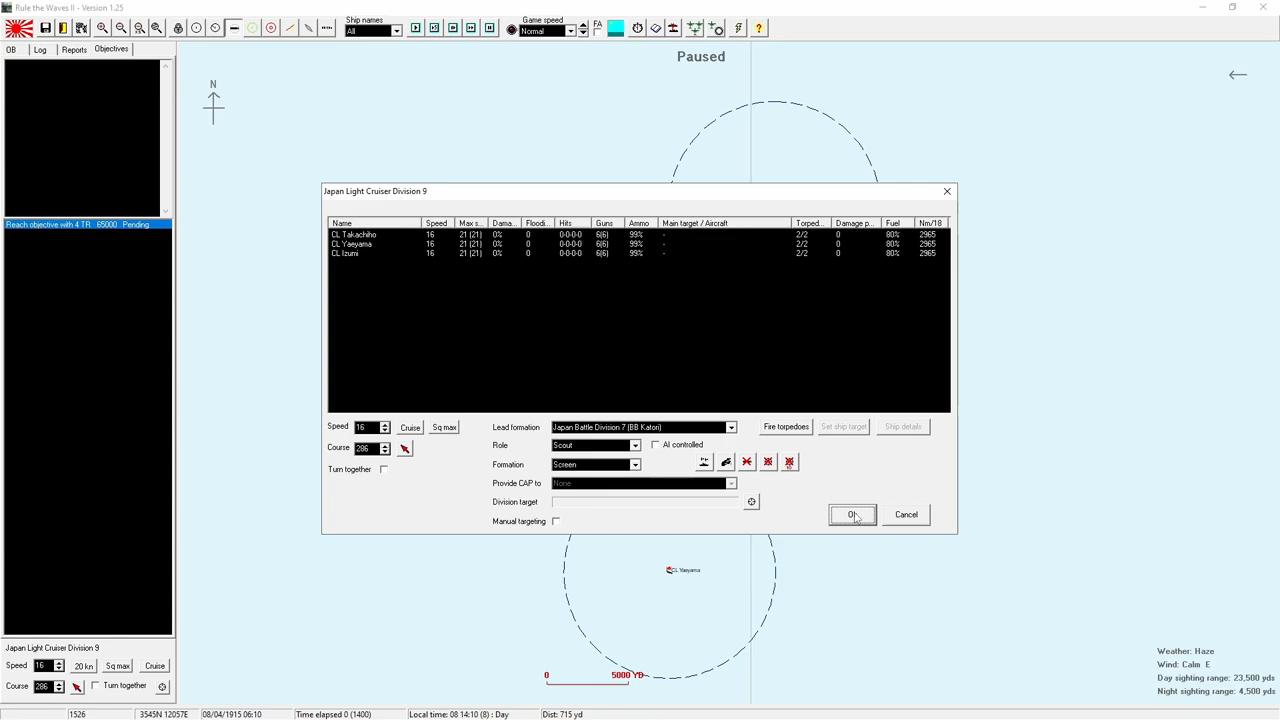 Rule the Waves II - Version 1.25
Ship names
All
Game speed
Normal
FA
OB Log Reports Objectives
Paused
N
Reach objective with 4 TR 65000 Pending
Japan Light Cruiser Division 9
Name Speed Max s... Dama... Floodi... Hits Guns Ammo Main target / Aircraft Torped... Damage p... Fuel Nm/18
CL Takachiho 16 21 (21) 0% 0 0-0-0-0 6(6) 99% - 2/2 0 80% 2965
CL Yaeyama 16 21 (21) 0% 0 0-0-0-0 6(6) 99% - 2/2 0 80% 2965
CL Izumi 16 21 (21) 0% 0 0-0-0-0 6(6) 99% - 2/2 0 80% 2965
Speed 16 Cruise Sq max
Course 286
Turn together
Lead formation Japan Battle Division 7 (BB Katori)
Role Scout AI controlled
Formation Screen
Provide CAP to None
Division target
Manual targeting
Fire torpedoes Set ship target Ship details
Cancel
CL Yaeyama
0 5000 YD
Weather: Haze
Wind: Calm E
Day sighting range: 23,500 yds
Night sighting range: 4,500 yds
Japan Light Cruiser Division 9
Speed 16 20 kn Sq max Cruise
Course 286 Turn together
1526 3545N 12057E 08/04/1915 06:10 Time elapsed 0 (1400) Local time: 08 14:10 (8) : Day Dist: 715 yd